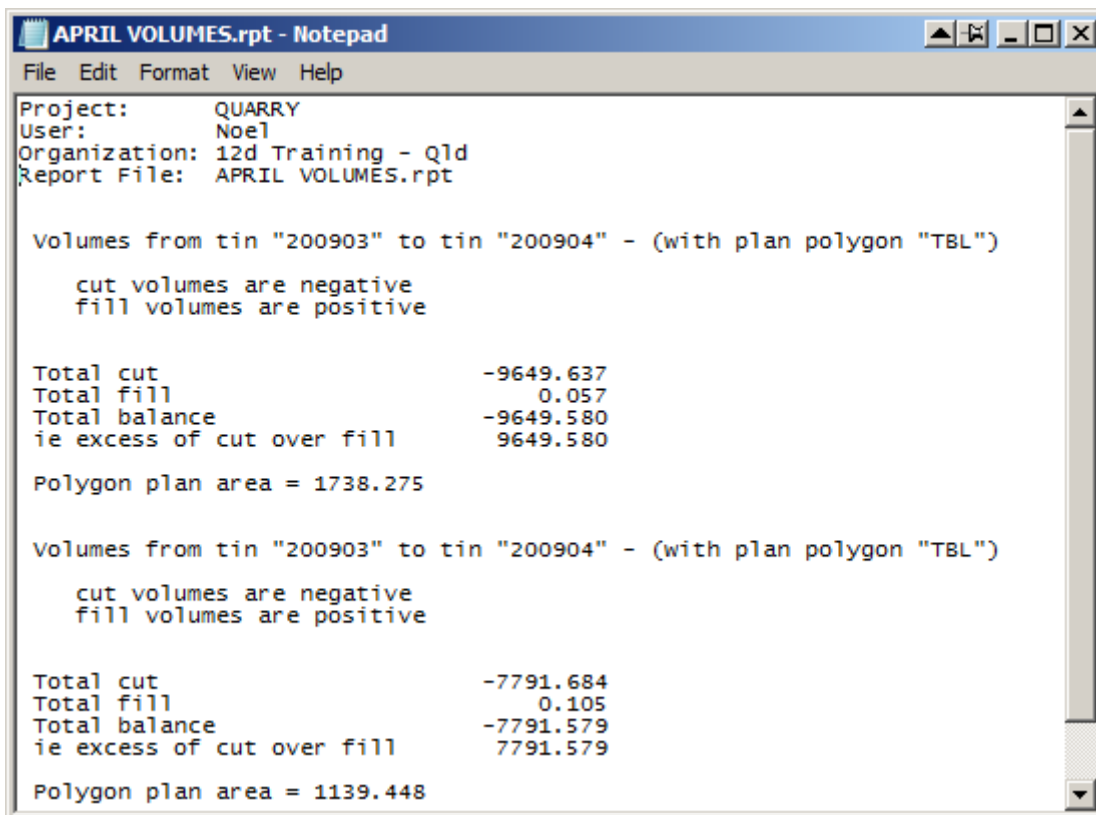 APRIL VOLUMES.rpt - Notepad
File Edit Format View Help
Project: QUARRY
User: Noel
Organization: 12d Training - Qld
Report File: APRIL VOLUMES.rpt
Volumes from tin "200903" to tin "200904" - (with plan polygon "TBL")
cut volumes are negative
fill volumes are positive
Total cut -9649.637
Total fill 0.057
Total balance -9649.580
ie excess of cut over fill 9649.580
Polygon plan area = 1738.275
Volumes from tin "200903" to tin "200904" - (with plan polygon "TBL")
cut volumes are negative
fill volumes are positive
Total cut -7791.684
Total fill 0.105
Total balance -7791.579
ie excess of cut over fill 7791.579
Polygon plan area = 1139.448